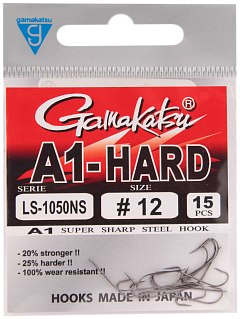 gamakatsu
G
Gamakatsu®
A1-HARD
SERIE SIZE
LS-1050NS #12 15 PCS
A1 SUPER SHARP STEEL HOOK
- 20% stronger !!
- 25% harder !!
- 100% wear resistant !!
HOOKS MADE IN JAPAN